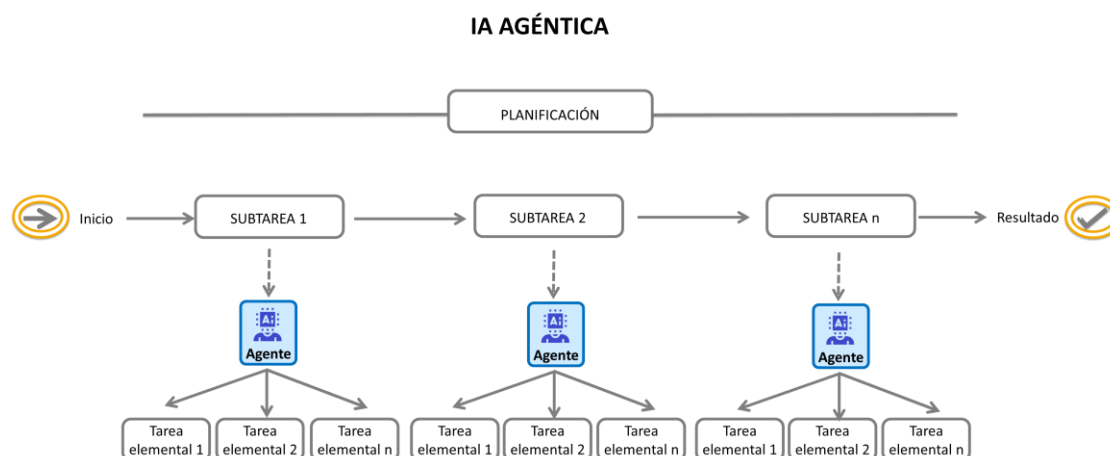 IA AGÉNTICA
PLANIFICACIÓN
Inicio
SUBTAREA 1
SUBTAREA 2
SUBTAREA n
Resultado
Ai
Agente
Ai
Agente
Ai
Agente
Tarea
elemental 1
Tarea
elemental 2
Tarea
elemental n
Tarea
elemental 1
Tarea
elemental 2
Tarea
elemental n
Tarea
elemental 1
Tarea
elemental 2
Tarea
elemental n